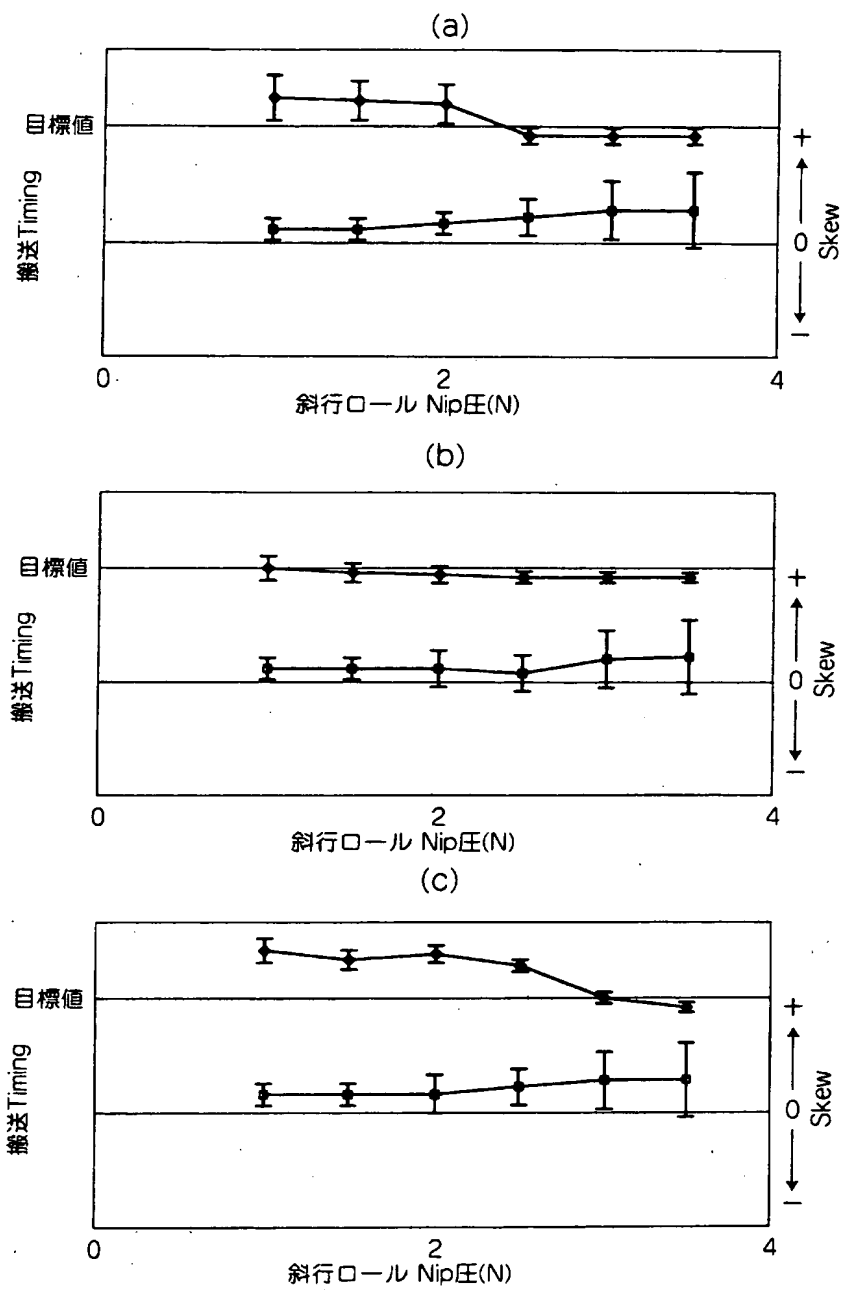 (a)
目標値
搬送Timing
+
0
Skew
−
0 2 4
斜行ロール Nip圧(N)
(b)
目標値
搬送Timing
+
0
Skew
−
0 2 4
斜行ロール Nip圧(N)
(c)
目標値
搬送Timing
+
0
Skew
−
0 2 4
斜行ロール Nip圧(N)